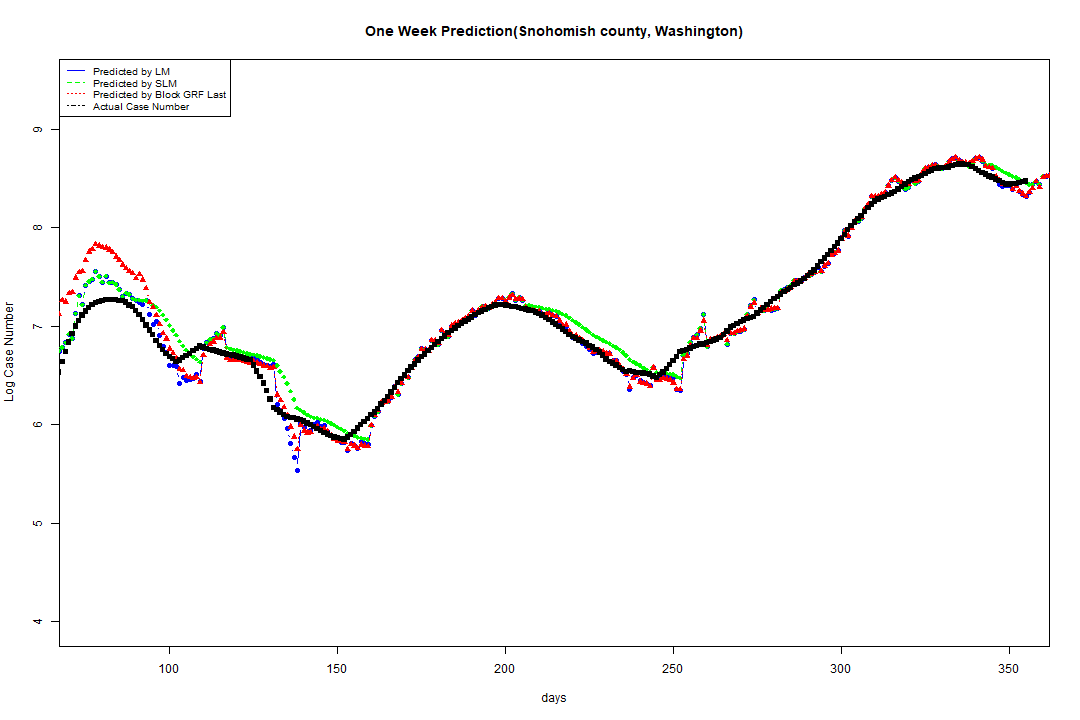 One Week Prediction(Snohomish county, Washington)
Predicted by LM
Predicted by SLM
Predicted by Block GRF Last
Actual Case Number
Log Case Number
9
8
7
6
5
4
100 150 200 250 300 350
days